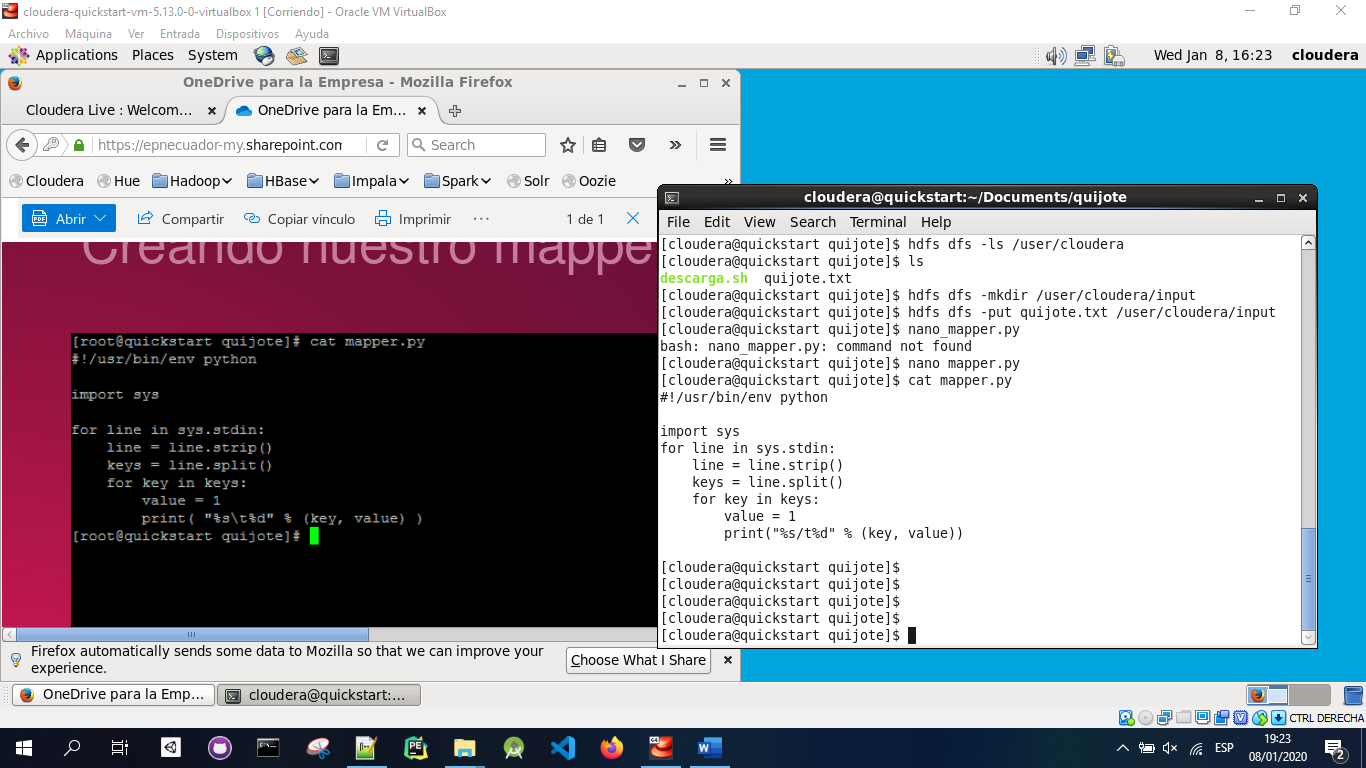 cloudera-quickstart-vm-5.13.0-0-virtualbox 1 [Corriendo] - Oracle VM VirtualBox
Archivo Máquina Ver Entrada Dispositivos Ayuda
Applications Places System Wed Jan 8, 16:23 cloudera
OneDrive para la Empresa - Mozilla Firefox
Cloudera Live : Welcom... OneDrive para la Em...
https://epnecuador-my.sharepoint.com Search
Cloudera Hue Hadoop HBase Impala Spark Solr Oozie
Abrir Compartir Copiar vínculo Imprimir ... 1 de 1
Creando nuestro mappe
[root@quickstart quijote]# cat mapper.py
#!/usr/bin/env python
import sys
for line in sys.stdin:
    line = line.strip()
    keys = line.split()
    for key in keys:
        value = 1
        print( "%s\t%d" % (key, value) )
[root@quickstart quijote]#
Firefox automatically sends some data to Mozilla so that we can improve your
experience.
Choose What I Share
cloudera@quickstart:~/Documents/quijote
File Edit View Search Terminal Help
[cloudera@quickstart quijote]$ hdfs dfs -ls /user/cloudera
[cloudera@quickstart quijote]$ ls
descarga.sh  quijote.txt
[cloudera@quickstart quijote]$ hdfs dfs -mkdir /user/cloudera/input
[cloudera@quickstart quijote]$ hdfs dfs -put quijote.txt /user/cloudera/input
[cloudera@quickstart quijote]$ nano_mapper.py
bash: nano_mapper.py: command not found
[cloudera@quickstart quijote]$ nano mapper.py
[cloudera@quickstart quijote]$ cat mapper.py
#!/usr/bin/env python
import sys
for line in sys.stdin:
    line = line.strip()
    keys = line.split()
    for key in keys:
        value = 1
        print("%s/t%d" % (key, value))
[cloudera@quickstart quijote]$
[cloudera@quickstart quijote]$
[cloudera@quickstart quijote]$
[cloudera@quickstart quijote]$
[cloudera@quickstart quijote]$
OneDrive para la Emp... cloudera@quickstart:...
CTRL DERECHA
ESP
19:23
08/01/2020
2